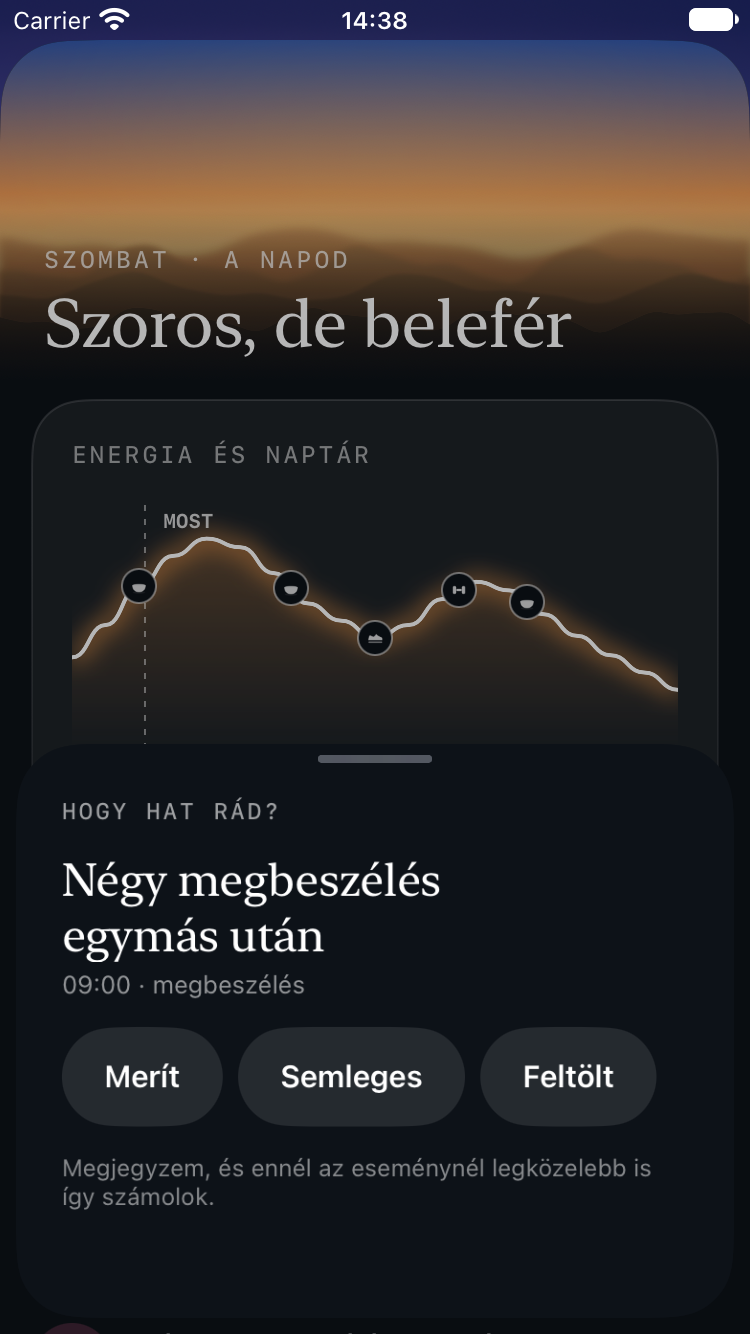 Carrier
14:38
SZOMBAT · A NAPOD
Szoros, de belefér
ENERGIA ÉS NAPTÁR
MOST
HOGY HAT RÁD?
Négy megbeszélés
egymás után
09:00 · megbeszélés
Merít
Semleges
Feltölt
Megjegyzem, és ennél az eseménynél legközelebb is
így számolok.